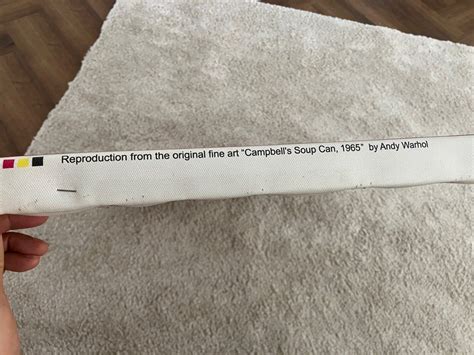 Reproduction from the original fine art "Campbell's Soup Can, 1965" by Andy Warhol